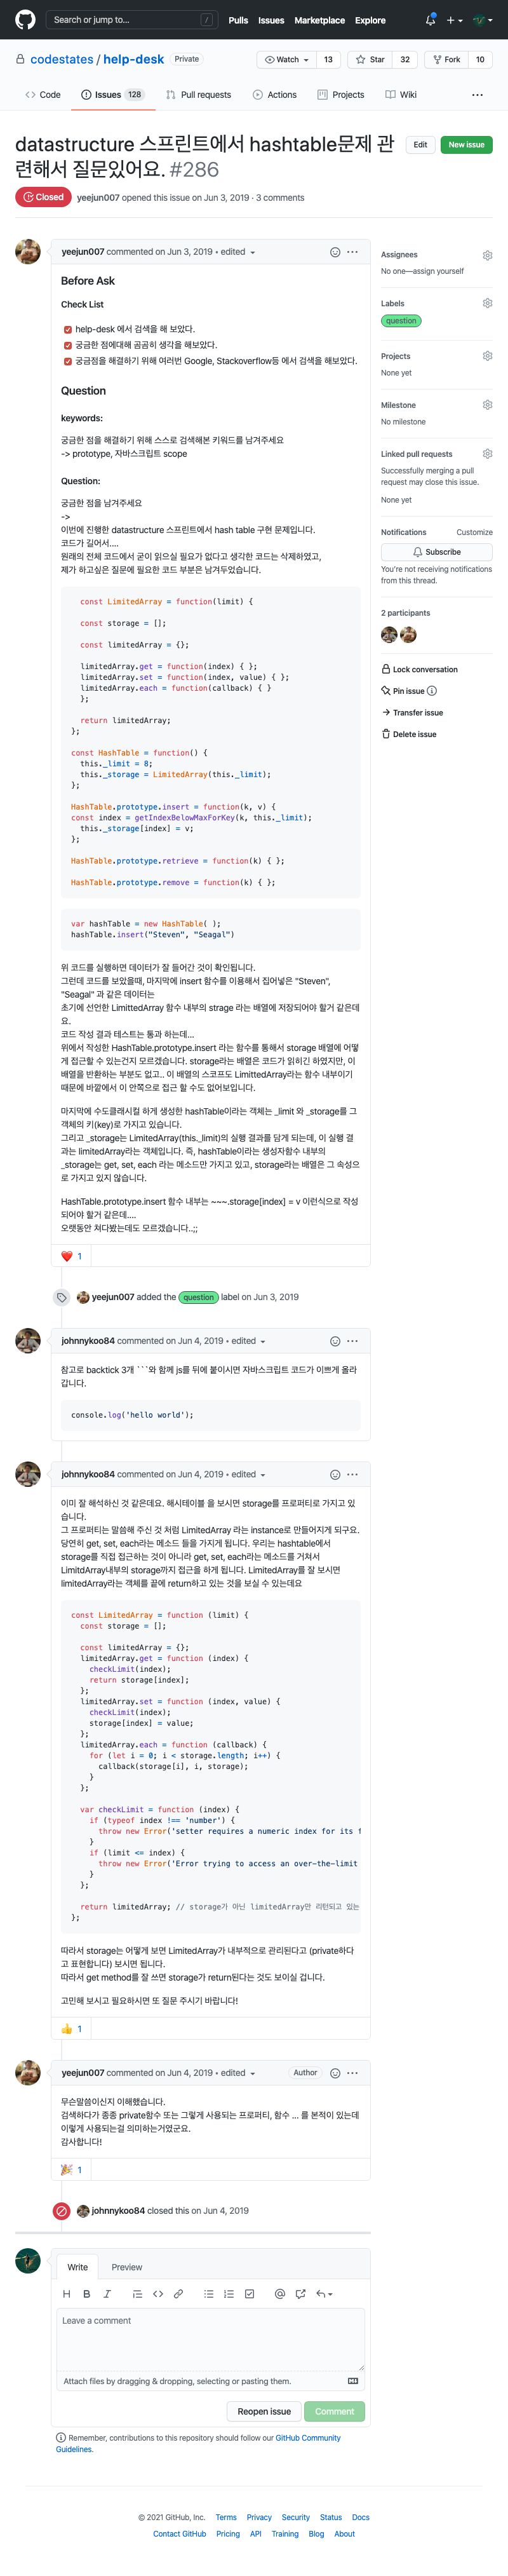 Search or jump to...
/
Pulls Issues Marketplace Explore
codestates / help-desk Private
Watch 13 Star 32 Fork 10
Code Issues 128 Pull requests Actions Projects Wiki
datastructure 스프린트에서 hashtable문제 관
련해서 질문있어요. #286
Edit New issue
Closed yeejun007 opened this issue on Jun 3, 2019 · 3 comments
yeejun007 commented on Jun 3, 2019 • edited
Before Ask
Check List
help-desk 에서 검색을 해 보았다.
궁금한 점에대해 곰곰히 생각을 해보았다.
궁금점을 해결하기 위해 여러번 Google, Stackoverflow등 에서 검색을 해보았다.
Question
keywords:
궁금한 점을 해결하기 위해 스스로 검색해본 키워드를 남겨주세요
-> prototype, 자바스크립트 scope
Question:
궁금한 점을 남겨주세요
->
이번에 진행한 datastructure 스프린트에서 hash table 구현 문제입니다.
코드가 길어서....
원래의 전체 코드에서 굳이 읽으실 필요가 없다고 생각한 코드는 삭제하였고,
제가 하고싶은 질문에 필요한 코드 부분은 남겨두었습니다.
const LimitedArray = function(limit) {
const storage = [];
const limitedArray = {};
limitedArray.get = function(index) { };
limitedArray.set = function(index, value) { };
limitedArray.each = function(callback) { }
};
return limitedArray;
};
const HashTable = function() {
this._limit = 8;
this._storage = LimitedArray(this._limit);
};
HashTable.prototype.insert = function(k, v) {
const index = getIndexBelowMaxForKey(k, this._limit);
this._storage[index] = v;
};
HashTable.prototype.retrieve = function(k) { };
HashTable.prototype.remove = function(k) { };
var hashTable = new HashTable( );
hashTable.insert("Steven", "Seagal")
위 코드를 실행하면 데이터가 잘 들어간 것이 확인됩니다.
그런데 코드를 보았을때, 마지막에 insert 함수를 이용해서 집어넣은 "Steven",
"Seagal" 과 같은 데이터는
초기에 선언한 LimittedArray 함수 내부의 strage 라는 배열에 저장되어야 할거 같은데
요.
코드 작성 결과 테스트는 통과 하는데...
위에서 작성한 HashTable.prototype.insert 라는 함수를 통해서 storage 배열에 어떻
게 접근할 수 있는건지 모르겠습니다. storage라는 배열은 코드가 읽히긴 하였지만, 이
배열을 반환하는 부분도 없고.. 이 배열의 스코프도 LimittedArray라는 함수 내부이기
때문에 바깥에서 이 안쪽으로 접근 할 수도 없어보입니다.
마지막에 수도클래시컬 하게 생성한 hashTable이라는 객체는 _limit 와 _storage를 그
객체의 키(key)로 가지고 있습니다.
그리고 _storage는 LimitedArray(this._limit)의 실행 결과를 담게 되는데, 이 실행 결
과는 limitedArray라는 객체입니다. 즉, hashTable이라는 생성자함수 내부의
_storage는 get, set, each 라는 메소드만 가지고 있고, storage라는 배열은 그 속성으
로 가지고 있지 않습니다.
HashTable.prototype.insert 함수 내부는 ~~~.storage[index] = v 이런식으로 작성
되어야 할거 같은데....
오랫동안 쳐다봤는데도 모르겠습니다..;;
1
yeejun007 added the question label on Jun 3, 2019
johnnykoo84 commented on Jun 4, 2019 • edited
참고로 backtick 3개 ```와 함께 js를 뒤에 붙이시면 자바스크립트 코드가 이쁘게 올라
갑니다.
console.log('hello world');
johnnykoo84 commented on Jun 4, 2019 • edited
이미 잘 해석하신 것 같은데요. 해시테이블 을 보시면 storage를 프로퍼티로 가지고 있
습니다.
그 프로퍼티는 말씀해 주신 것 처럼 LimitedArray 라는 instance로 만들어지게 되구요.
당연히 get, set, each라는 메소드 들을 가지게 됩니다. 우리는 hashtable에서
storage를 직접 접근하는 것이 아니라 get, set, each라는 메소드를 거쳐서
LimitdArray내부의 storage까지 접근을 하게 됩니다. LimitedArray를 잘 보시면
limitedArray라는 객체를 끝에 return하고 있는 것을 보실 수 있는데요
const LimitedArray = function (limit) {
const storage = [];
const limitedArray = {};
limitedArray.get = function (index) {
checkLimit(index);
return storage[index];
};
limitedArray.set = function (index, value) {
checkLimit(index);
storage[index] = value;
};
limitedArray.each = function (callback) {
for (let i = 0; i < storage.length; i++) {
callback(storage[i], i, storage);
}
};
var checkLimit = function (index) {
if (typeof index !== 'number') {
throw new Error('setter requires a numeric index for its f
}
if (limit <= index) {
throw new Error('Error trying to access an over-the-limit
}
};
return limitedArray; // storage가 아닌 limitedArray만 리턴되고 있는
};
따라서 storage는 어떻게 보면 LimitedArray가 내부적으로 관리된다고 (private하다
고 표현합니다) 보시면 됩니다.
따라서 get method를 잘 쓰면 storage가 return된다는 것도 보이실 겁니다.
고민해 보시고 필요하시면 또 질문 주시기 바랍니다!
1
yeejun007 commented on Jun 4, 2019 • edited Author
무슨말씀이신지 이해했습니다.
검색하다가 종종 private함수 또는 그렇게 사용되는 프로퍼티, 함수 ... 를 본적이 있는데
이렇게 사용되는걸 의미하는거였군요.
감사합니다!
1
johnnykoo84 closed this on Jun 4, 2019
Write Preview
Leave a comment
Attach files by dragging & dropping, selecting or pasting them.
Reopen issue Comment
Remember, contributions to this repository should follow our GitHub Community
Guidelines.
Assignees
No one—assign yourself
Labels
question
Projects
None yet
Milestone
No milestone
Linked pull requests
Successfully merging a pull
request may close this issue.
None yet
Notifications Customize
Subscribe
You're not receiving notifications
from this thread.
2 participants
Lock conversation
Pin issue
Transfer issue
Delete issue
© 2021 GitHub, Inc. Terms Privacy Security Status Docs
Contact GitHub Pricing API Training Blog About